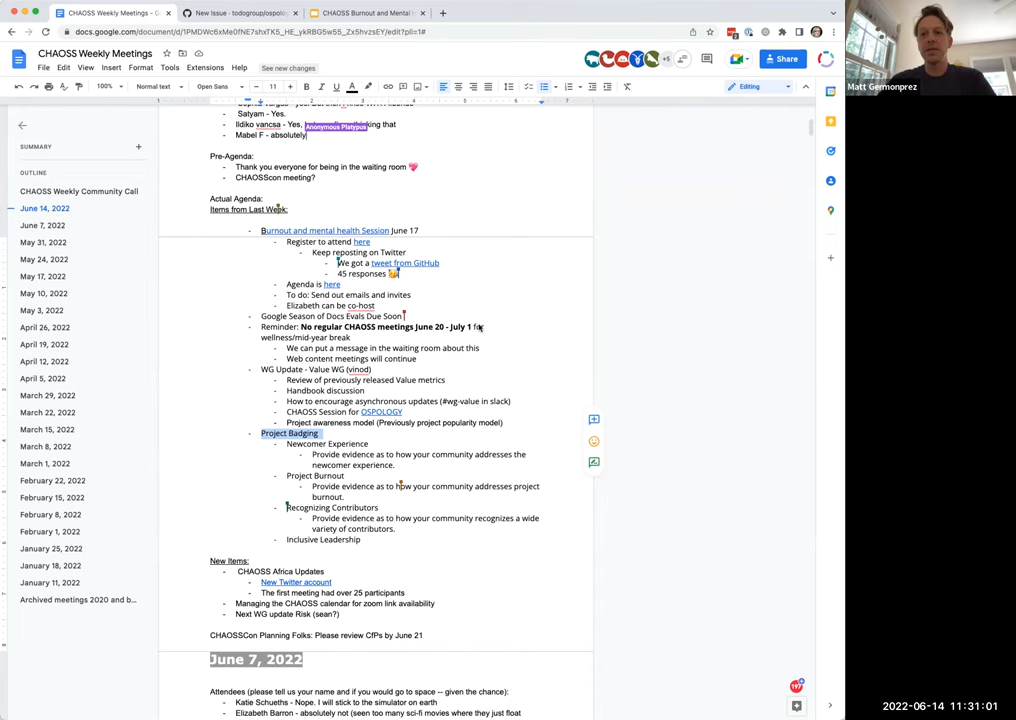 CHAOSS Weekly Meetings - G
New Issue · todogroup/ospolog
CHAOSS Burnout and Mental H
docs.google.com/document/d/1PMDWc6xMe0fNE7shxTK5_HE_ykRBG5w55_Zx5hvzsEY/edit?pli=1#
CHAOSS Weekly Meetings
File Edit View Insert Format Tools Extensions Help See new changes
+5
Share
100% Normal text Open Sans 11 Editing
Matt Germonprez
SUMMARY
OUTLINE
CHAOSS Weekly Community Call
June 14, 2022
June 7, 2022
May 31, 2022
May 24, 2022
May 17, 2022
May 10, 2022
May 3, 2022
April 26, 2022
April 19, 2022
April 12, 2022
April 5, 2022
March 29, 2022
March 22, 2022
March 15, 2022
March 8, 2022
March 1, 2022
February 22, 2022
February 15, 2022
February 8, 2022
February 1, 2022
January 25, 2022
January 18, 2022
January 11, 2022
Archived meetings 2020 and b...
- Satyam - Yes.
- Ildiko vancsa - Yes, that
Anonymous Platypus
- Mabel F - absolutely
Pre-Agenda:
- Thank you everyone for being in the waiting room 💖
- CHAOSScon meeting?
Actual Agenda:
Items from Last Week:
- Burnout and mental health Session June 17
- Register to attend here
- Keep reposting on Twitter
- We got a tweet from GitHub
- 45 responses 🥳
- Agenda is here
- To do: Send out emails and invites
- Elizabeth can be co-host
- Google Season of Docs Evals Due Soon
- Reminder: No regular CHAOSS meetings June 20 - July 1 for
wellness/mid-year break
- We can put a message in the waiting room about this
- Web content meetings will continue
- WG Update - Value WG (vinod)
- Review of previously released Value metrics
- Handbook discussion
- How to encourage asynchronous updates (#wg-value in slack)
- CHAOSS Session for OSPOLOGY
- Project awareness model (Previously project popularity model)
- Project Badging
- Newcomer Experience
- Provide evidence as to how your community addresses the
newcomer experience.
- Project Burnout
- Provide evidence as to how your community addresses project
burnout.
- Recognizing Contributors
- Provide evidence as to how your community recognizes a wide
variety of contributors.
- Inclusive Leadership
New Items:
- CHAOSS Africa Updates
- New Twitter account
- The first meeting had over 25 participants
- Managing the CHAOSS calendar for zoom link availability
- Next WG update Risk (sean?)
CHAOSSCon Planning Folks: Please review CfPs by June 21
June 7, 2022
Attendees (please tell us your name and if you would go to space -- given the chance):
- Katie Schueths - Nope. I will stick to the simulator on earth
- Elizabeth Barron - absolutely not (seen too many sci-fi movies where they just float
197
2022-06-14 11:31:01